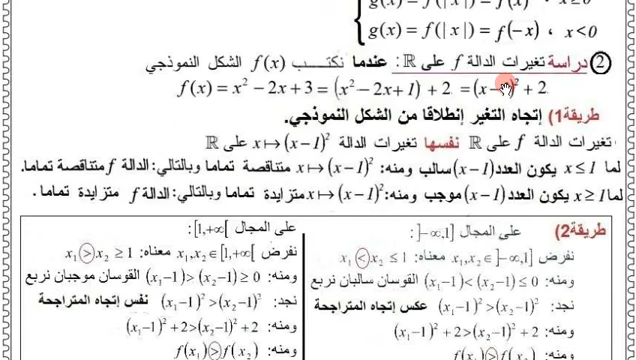 g(x) = f(|x|) = f(x) ، x ≥ 0
g(x) = f(|x|) = f(−x) ، x < 0
② دراسة تغيرات الدالة f على ℝ: عندما نكتـــب f(x) الشكل النموذجي
f(x) = x² − 2x + 3 = (x² − 2x + 1) + 2 = (x − 1)² + 2
طريقة1) إتجاه التغير إنطلاقا من الشكل النموذجي.
تغيرات الدالة f على ℝ نفسها تغيرات الدالة x ↦ (x−1)² على ℝ
لما x ≤ 1 يكون العدد (x−1) سالب ومنه: x ↦ (x−1)² متناقصة تماما وبالتالي: الدالة f متناقصة تماما.
لما x ≥ 1 يكون العدد (x−1) موجب ومنه: x ↦ (x−1)² متزايدة تماما وبالتالي: الدالة f متزايدة تماما.
طريقة2) على المجال ]−∞,1]:
نفرض x₁,x₂ ∈ ]−∞,1] معناه: x₁ < x₂ ≤ 1
ومنه: (x₁−1) < (x₂−1) ≤ 0 القوسان سالبان نربع
نجد: (x₁−1)² > (x₂−1)² عكس إتجاه المتراجحة
ومنه: (x₁−1)² + 2 > (x₂−1)² + 2
ومنه: f(x₁) > f(x₂)
على المجال [1,+∞[:
نفرض x₁,x₂ ∈ [1,+∞[ معناه: x₁ > x₂ ≥ 1
ومنه: (x₁−1) > (x₂−1) ≥ 0 القوسان موجبان نربع
نجد: (x₁−1)² > (x₂−1)² نفس إتجاه المتراجحة
ومنه: (x₁−1)² + 2 > (x₂−1)² + 2
ومنه: f(x₁) > f(x₂)